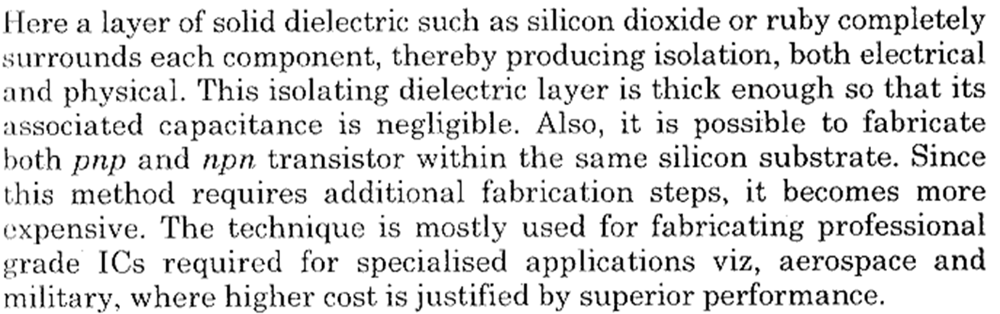 Here a layer of solid dielectric such as silicon dioxide or ruby completely
surrounds each component, thereby producing isolation, both electrical
and physical. This isolating dielectric layer is thick enough so that its
associated capacitance is negligible. Also, it is possible to fabricate
both pnp and npn transistor within the same silicon substrate. Since
this method requires additional fabrication steps, it becomes more
expensive. The technique is mostly used for fabricating professional
grade ICs required for specialised applications viz, aerospace and
military, where higher cost is justified by superior performance.